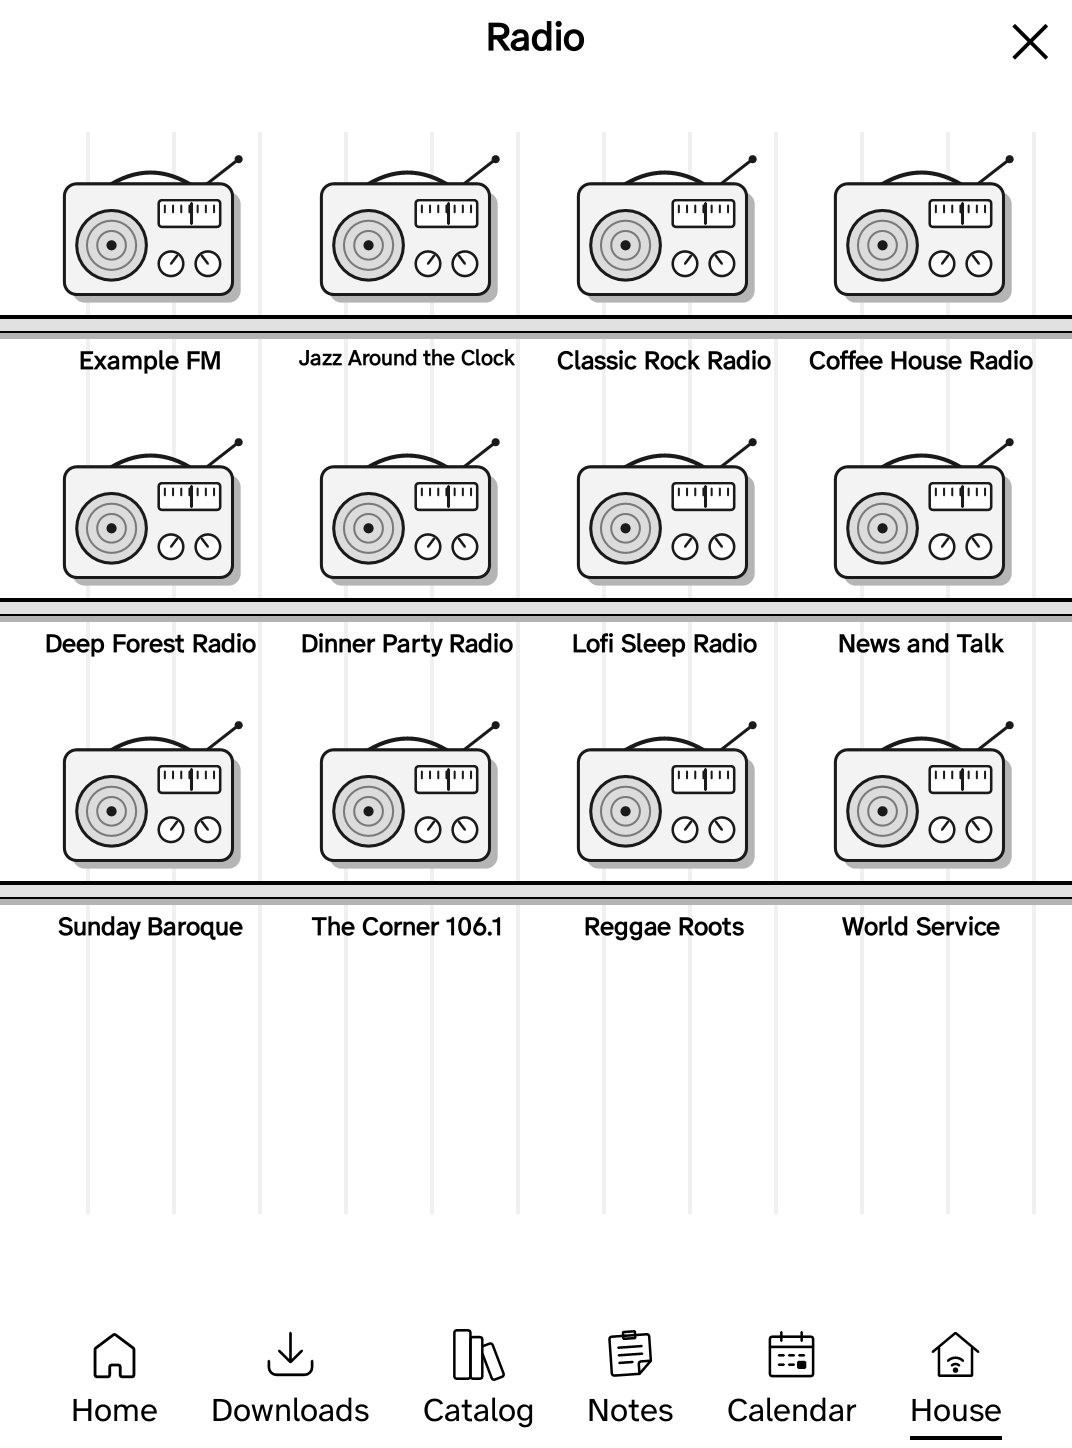 Radio
Example FM
Jazz Around the Clock
Classic Rock Radio
Coffee House Radio
Deep Forest Radio
Dinner Party Radio
Lofi Sleep Radio
News and Talk
Sunday Baroque
The Corner 106.1
Reggae Roots
World Service
Home
Downloads
Catalog
Notes
Calendar
House